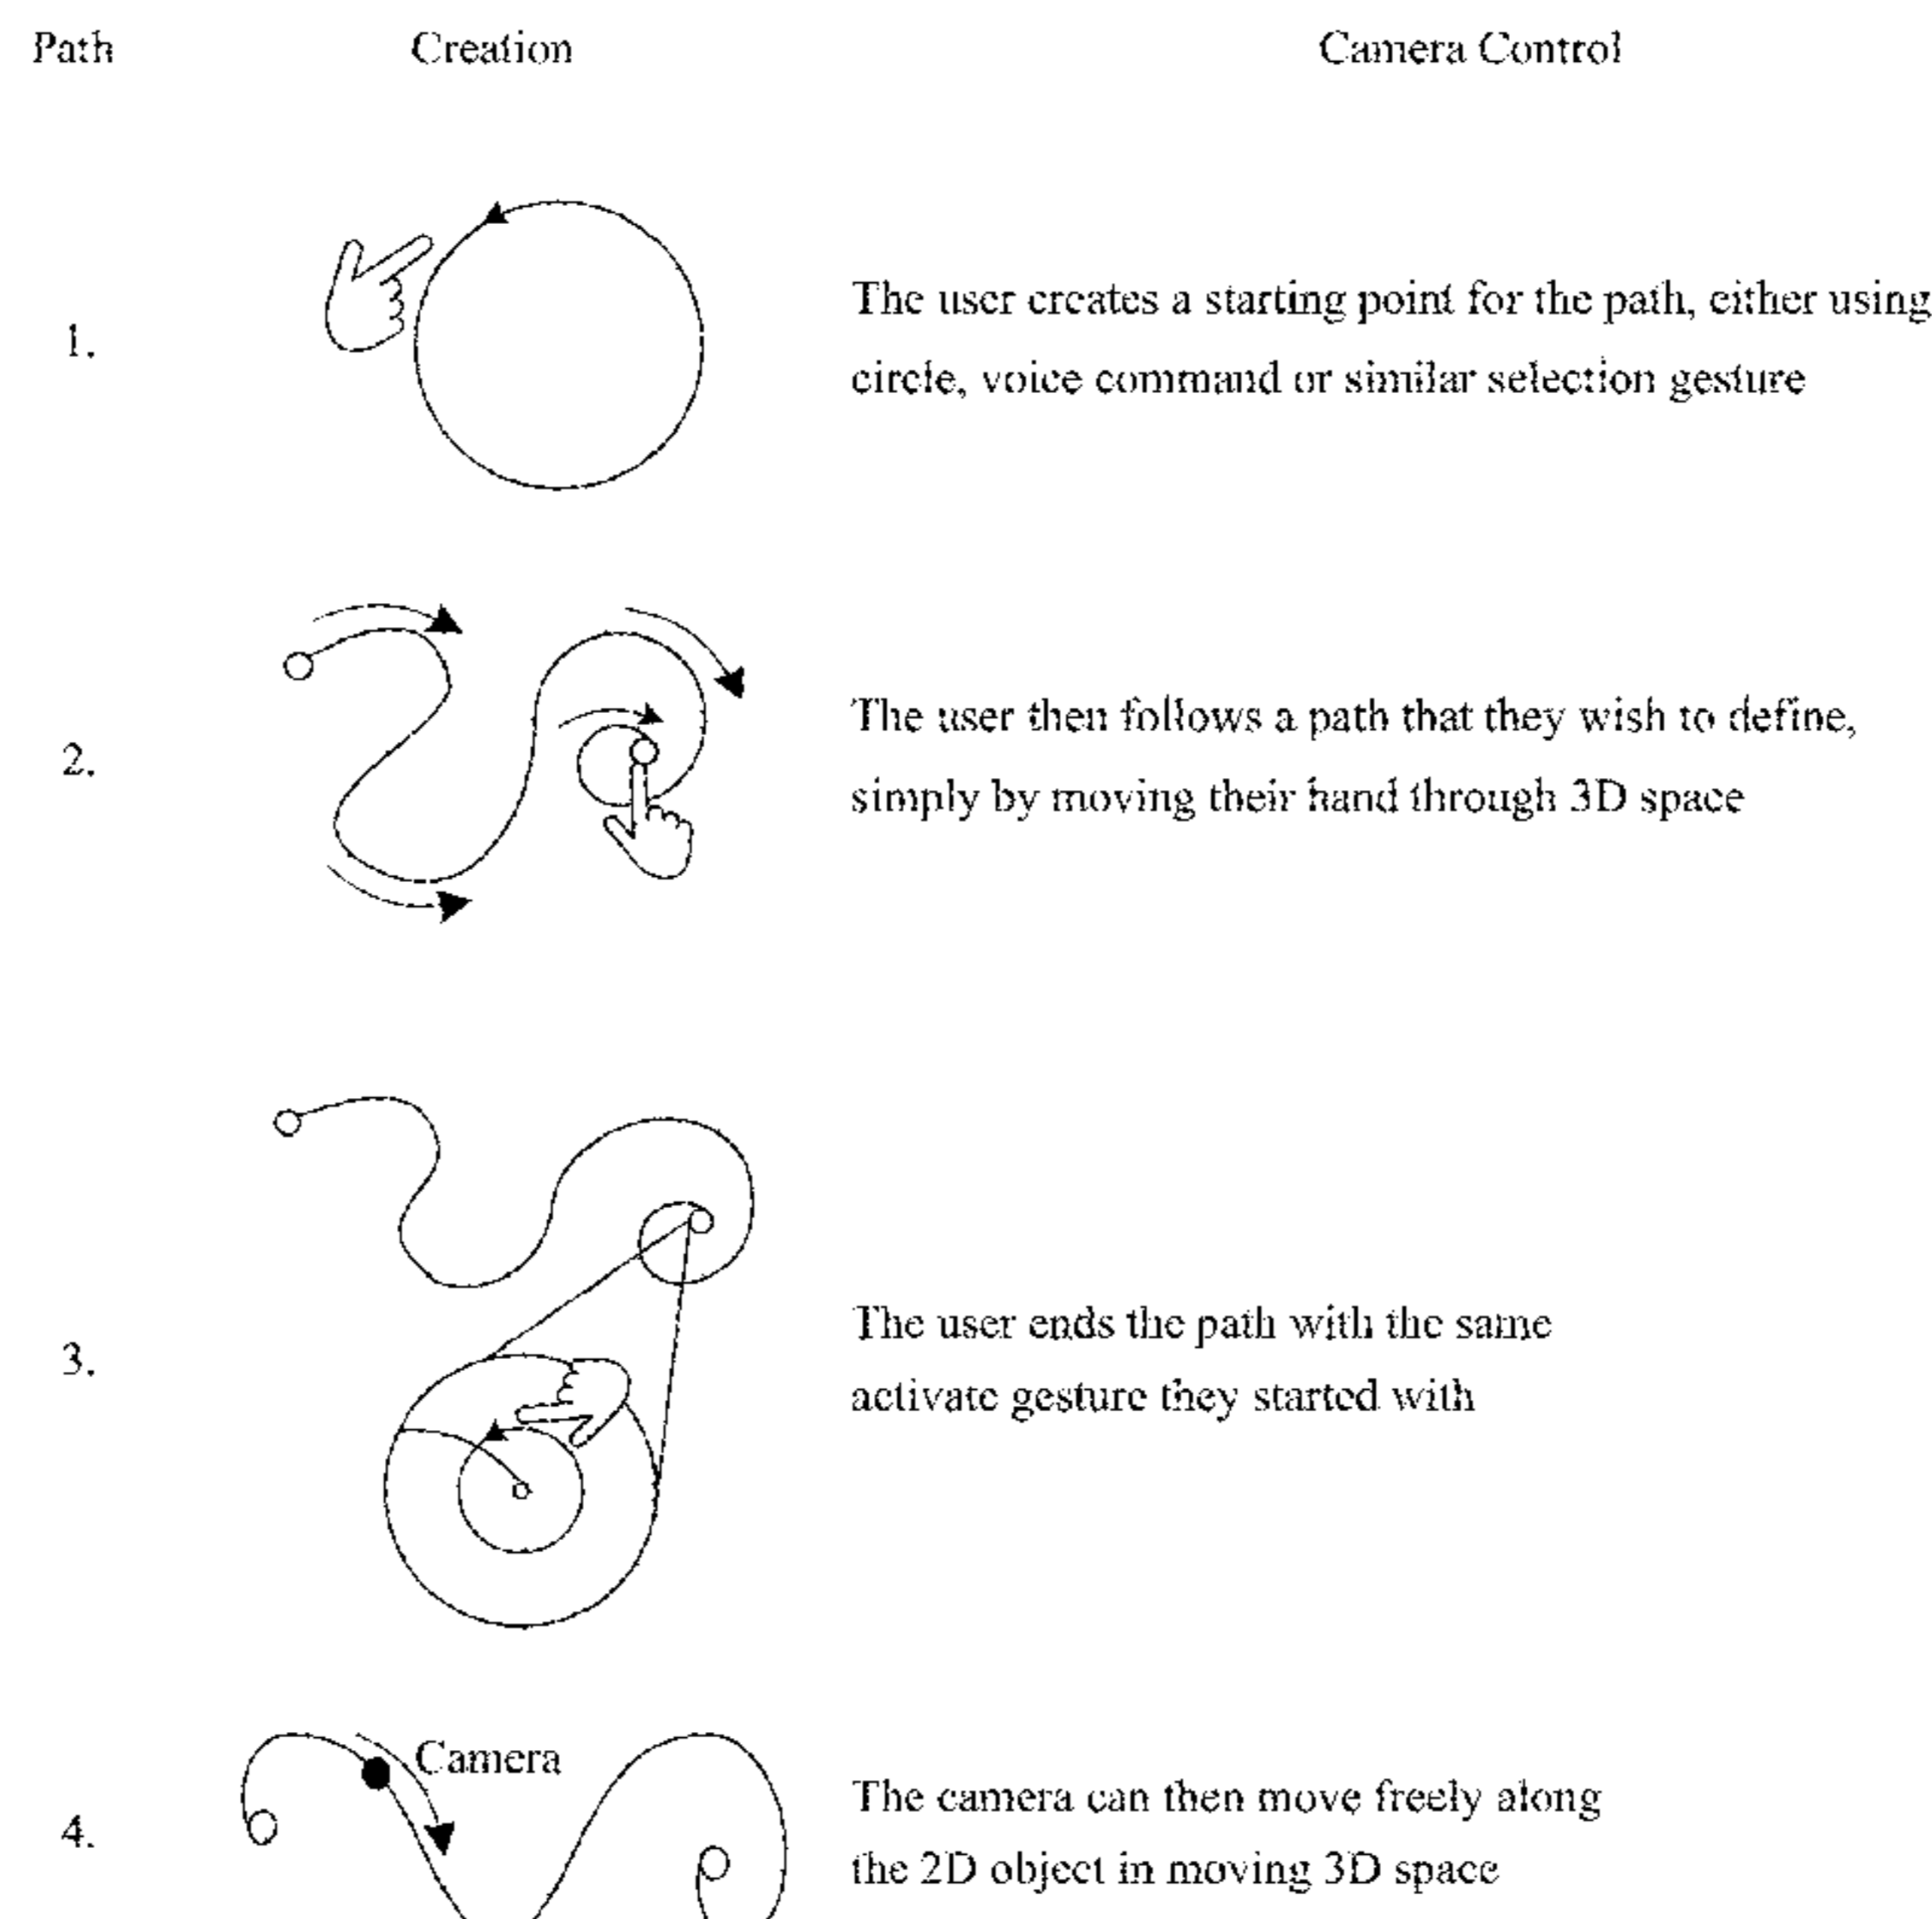 Path Creation Camera Control
1.
The user creates a starting point for the path, either using
circle, voice command or similar selection gesture
2.
The user then follows a path that they wish to define,
simply by moving their hand through 3D space
3.
The user ends the path with the same
activate gesture they started with
Camera
4.
The camera can then move freely along
the 2D object in moving 3D space